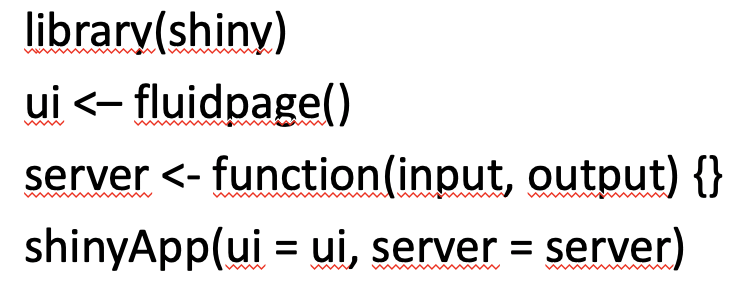 library(shiny)
ui <– fluidpage()
server <- function(input, output) {}
shinyApp(ui = ui, server = server)